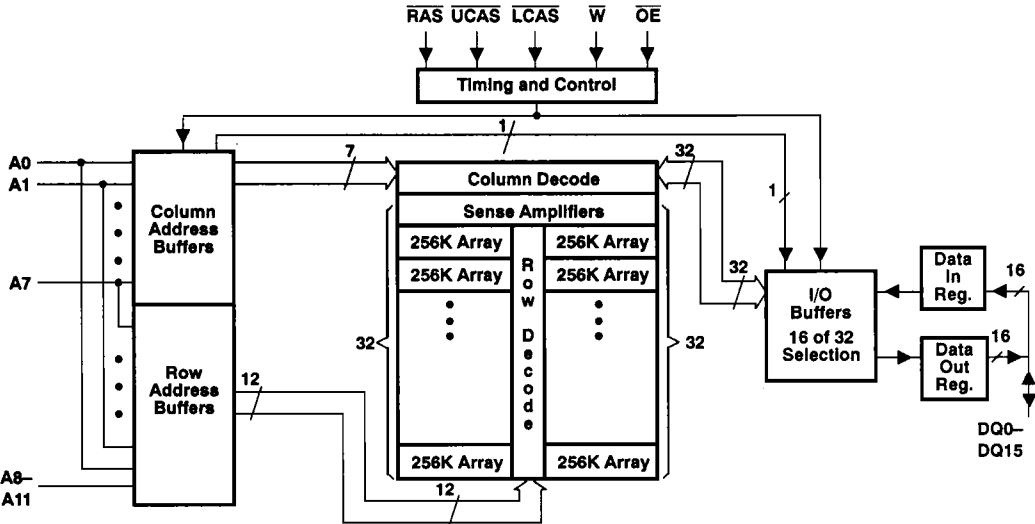 RAS UCAS LCAS W OE
Timing and Control
1
A0
A1
A7
A8–
A11
Column
Address
Buffers
Row
Address
Buffers
7
12
12
Column Decode
Sense Amplifiers
256K Array
256K Array
256K Array
256K Array
256K Array
256K Array
Row Decode
32
32
32
32
1
I/O
Buffers
16 of 32
Selection
Data
In
Reg.
16
Data
Out
Reg.
16
DQ0–
DQ15